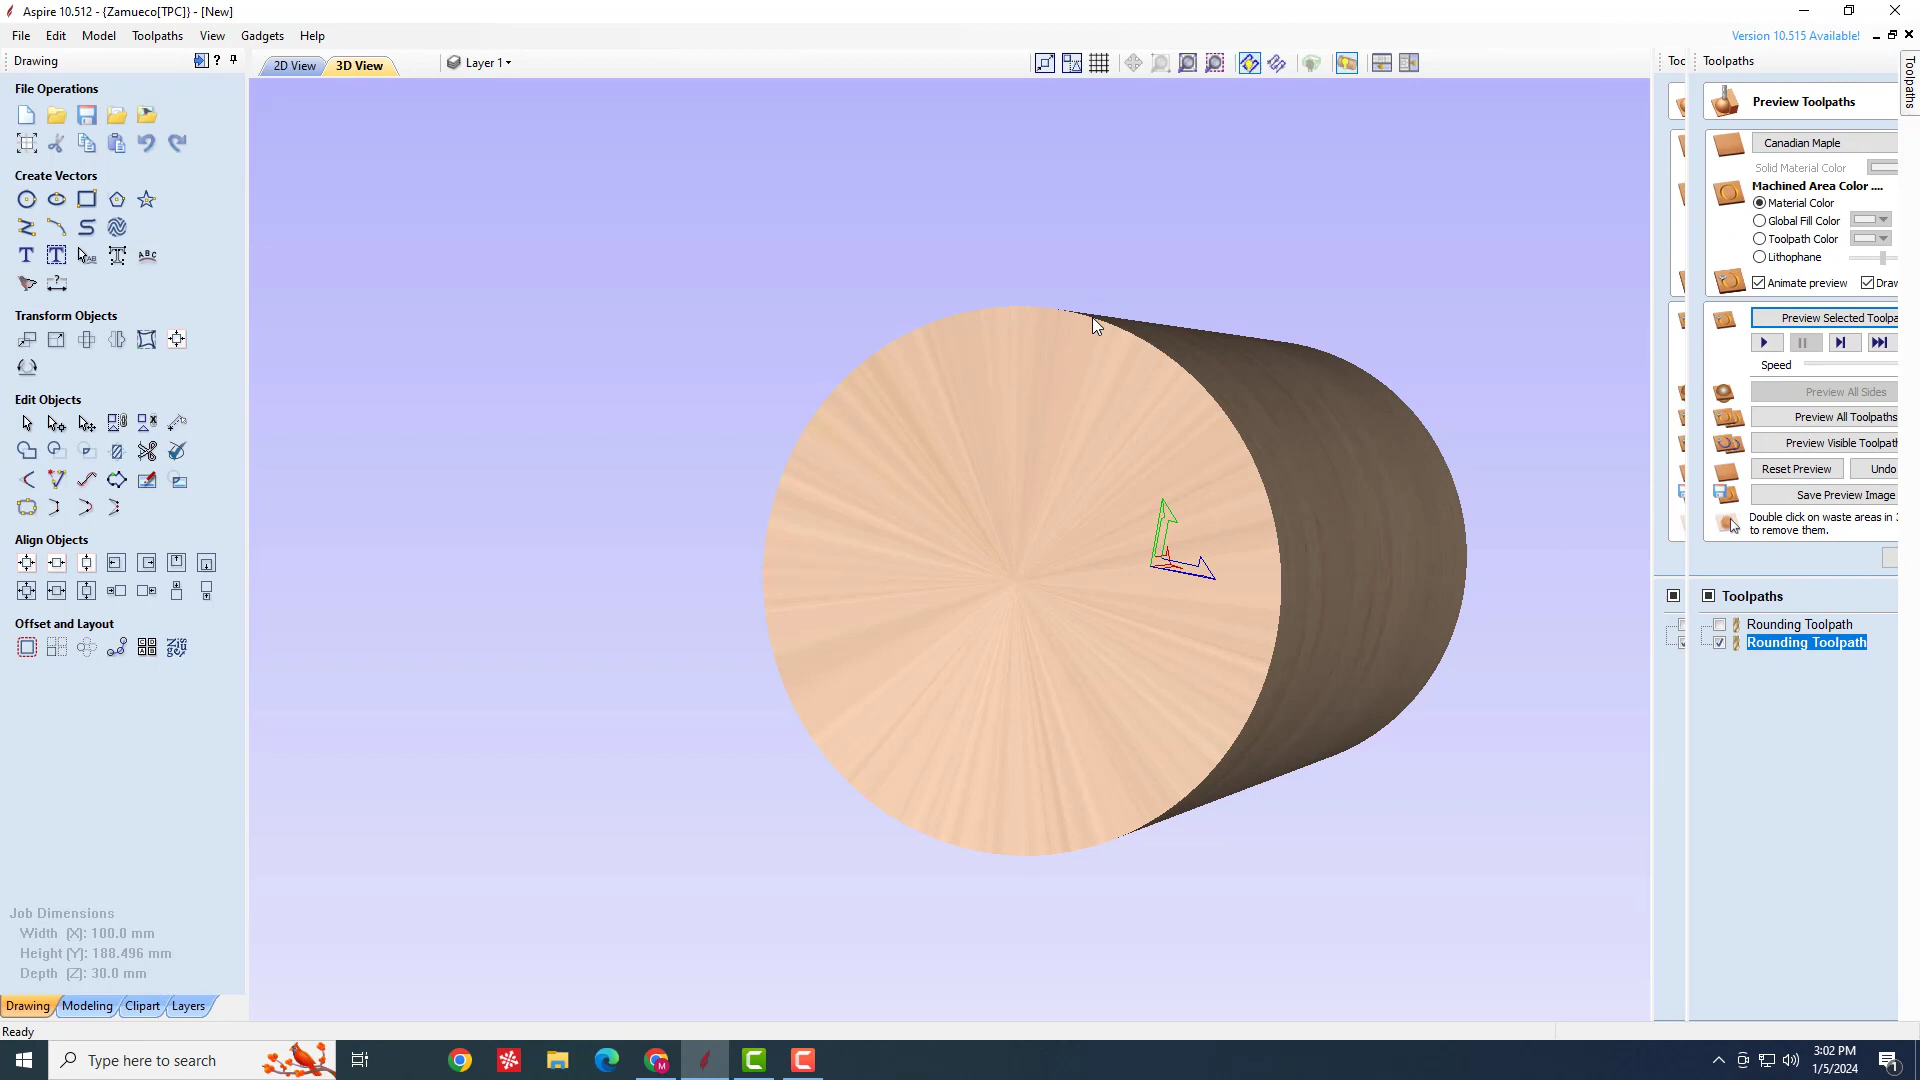 Aspire 10.512 - {Zamueco[TPC]} - [New]
File Edit Model Toolpaths View Gadgets Help
Version 10.515 Available!
Drawing
2D View
3D View
Layer 1
Toolpaths
Toolpaths
File Operations
Create Vectors
Transform Objects
Edit Objects
Align Objects
Offset and Layout
Preview Toolpaths
Canadian Maple
Solid Material Color
Machined Area Color ....
Material Color
Global Fill Color
Toolpath Color
Lithophane
Animate preview
Draw
Preview Selected Toolpa
Speed
Preview All Sides
Preview All Toolpaths
Preview Visible Toolpath
Reset Preview
Undo
Save Preview Image
Double click on waste areas in 3
to remove them.
Toolpaths
Rounding Toolpath
Rounding Toolpath
Job Dimensions
Width (X): 100.0 mm
Height (Y): 188.496 mm
Depth (Z): 30.0 mm
Drawing Modeling Clipart Layers
Ready
Type here to search
3:02 PM
1/5/2024